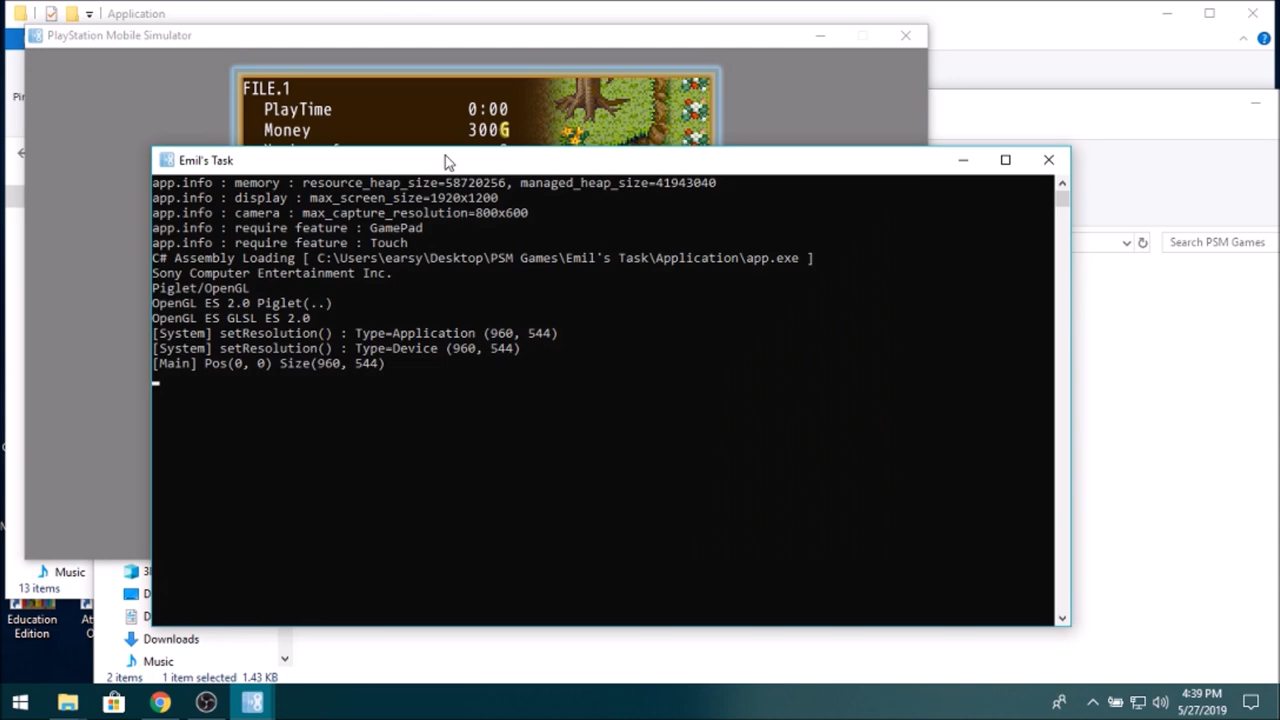 Application
PlayStation Mobile Simulator
FILE.1
PlayTime 0:00
Money 300G
Emil's Task
app.info : memory : resource_heap_size=58720256, managed_heap_size=41943040
app.info : display : max_screen_size=1920x1200
app.info : camera : max_capture_resolution=800x600
app.info : require feature : GamePad
app.info : require feature : Touch
C# Assembly Loading [ C:\Users\earsy\Desktop\PSM Games\Emil's Task\Application\app.exe ]
Sony Computer Entertainment Inc.
Piglet/OpenGL
OpenGL ES 2.0 Piglet(..)
OpenGL ES GLSL ES 2.0
[System] setResolution() : Type=Application (960, 544)
[System] setResolution() : Type=Device (960, 544)
[Main] Pos(0, 0) Size(960, 544)
Search PSM Games
Music
13 items
Education
Edition
Downloads
Music
2 items 1 item selected 1.43 KB
4:39 PM
5/27/2019